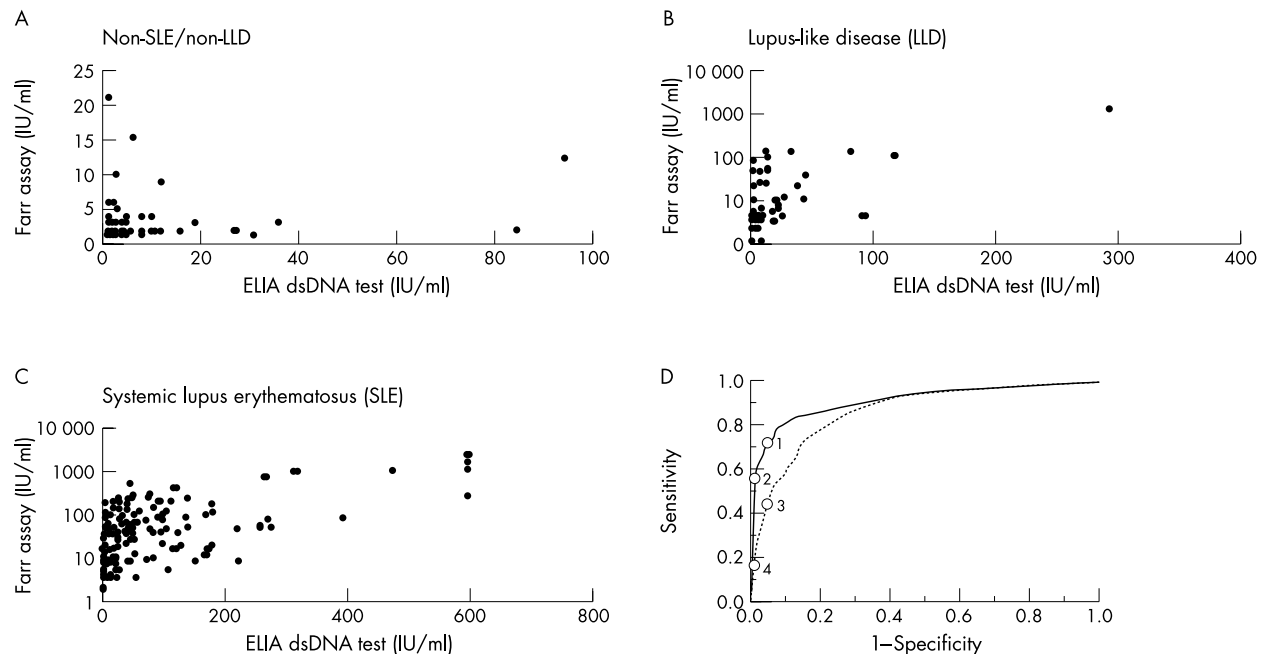 A
Non-SLE/non-LLD
Farr assay (IU/ml)
25
20
15
10
5
0
0 20 40 60 80 100
ELIA dsDNA test (IU/ml)
B
Lupus-like disease (LLD)
Farr assay (IU/ml)
10 000
1000
100
10
0
0 100 200 300 400
ELIA dsDNA test (IU/ml)
C
Systemic lupus erythematosus (SLE)
Farr assay (IU/ml)
10 000
1000
100
10
1
0 200 400 600 800
ELIA dsDNA test (IU/ml)
D
Sensitivity
1.0
0.8
0.6
0.4
0.2
0.0
1
2
3
4
0.0 0.2 0.4 0.6 0.8 1.0
1–Specificity